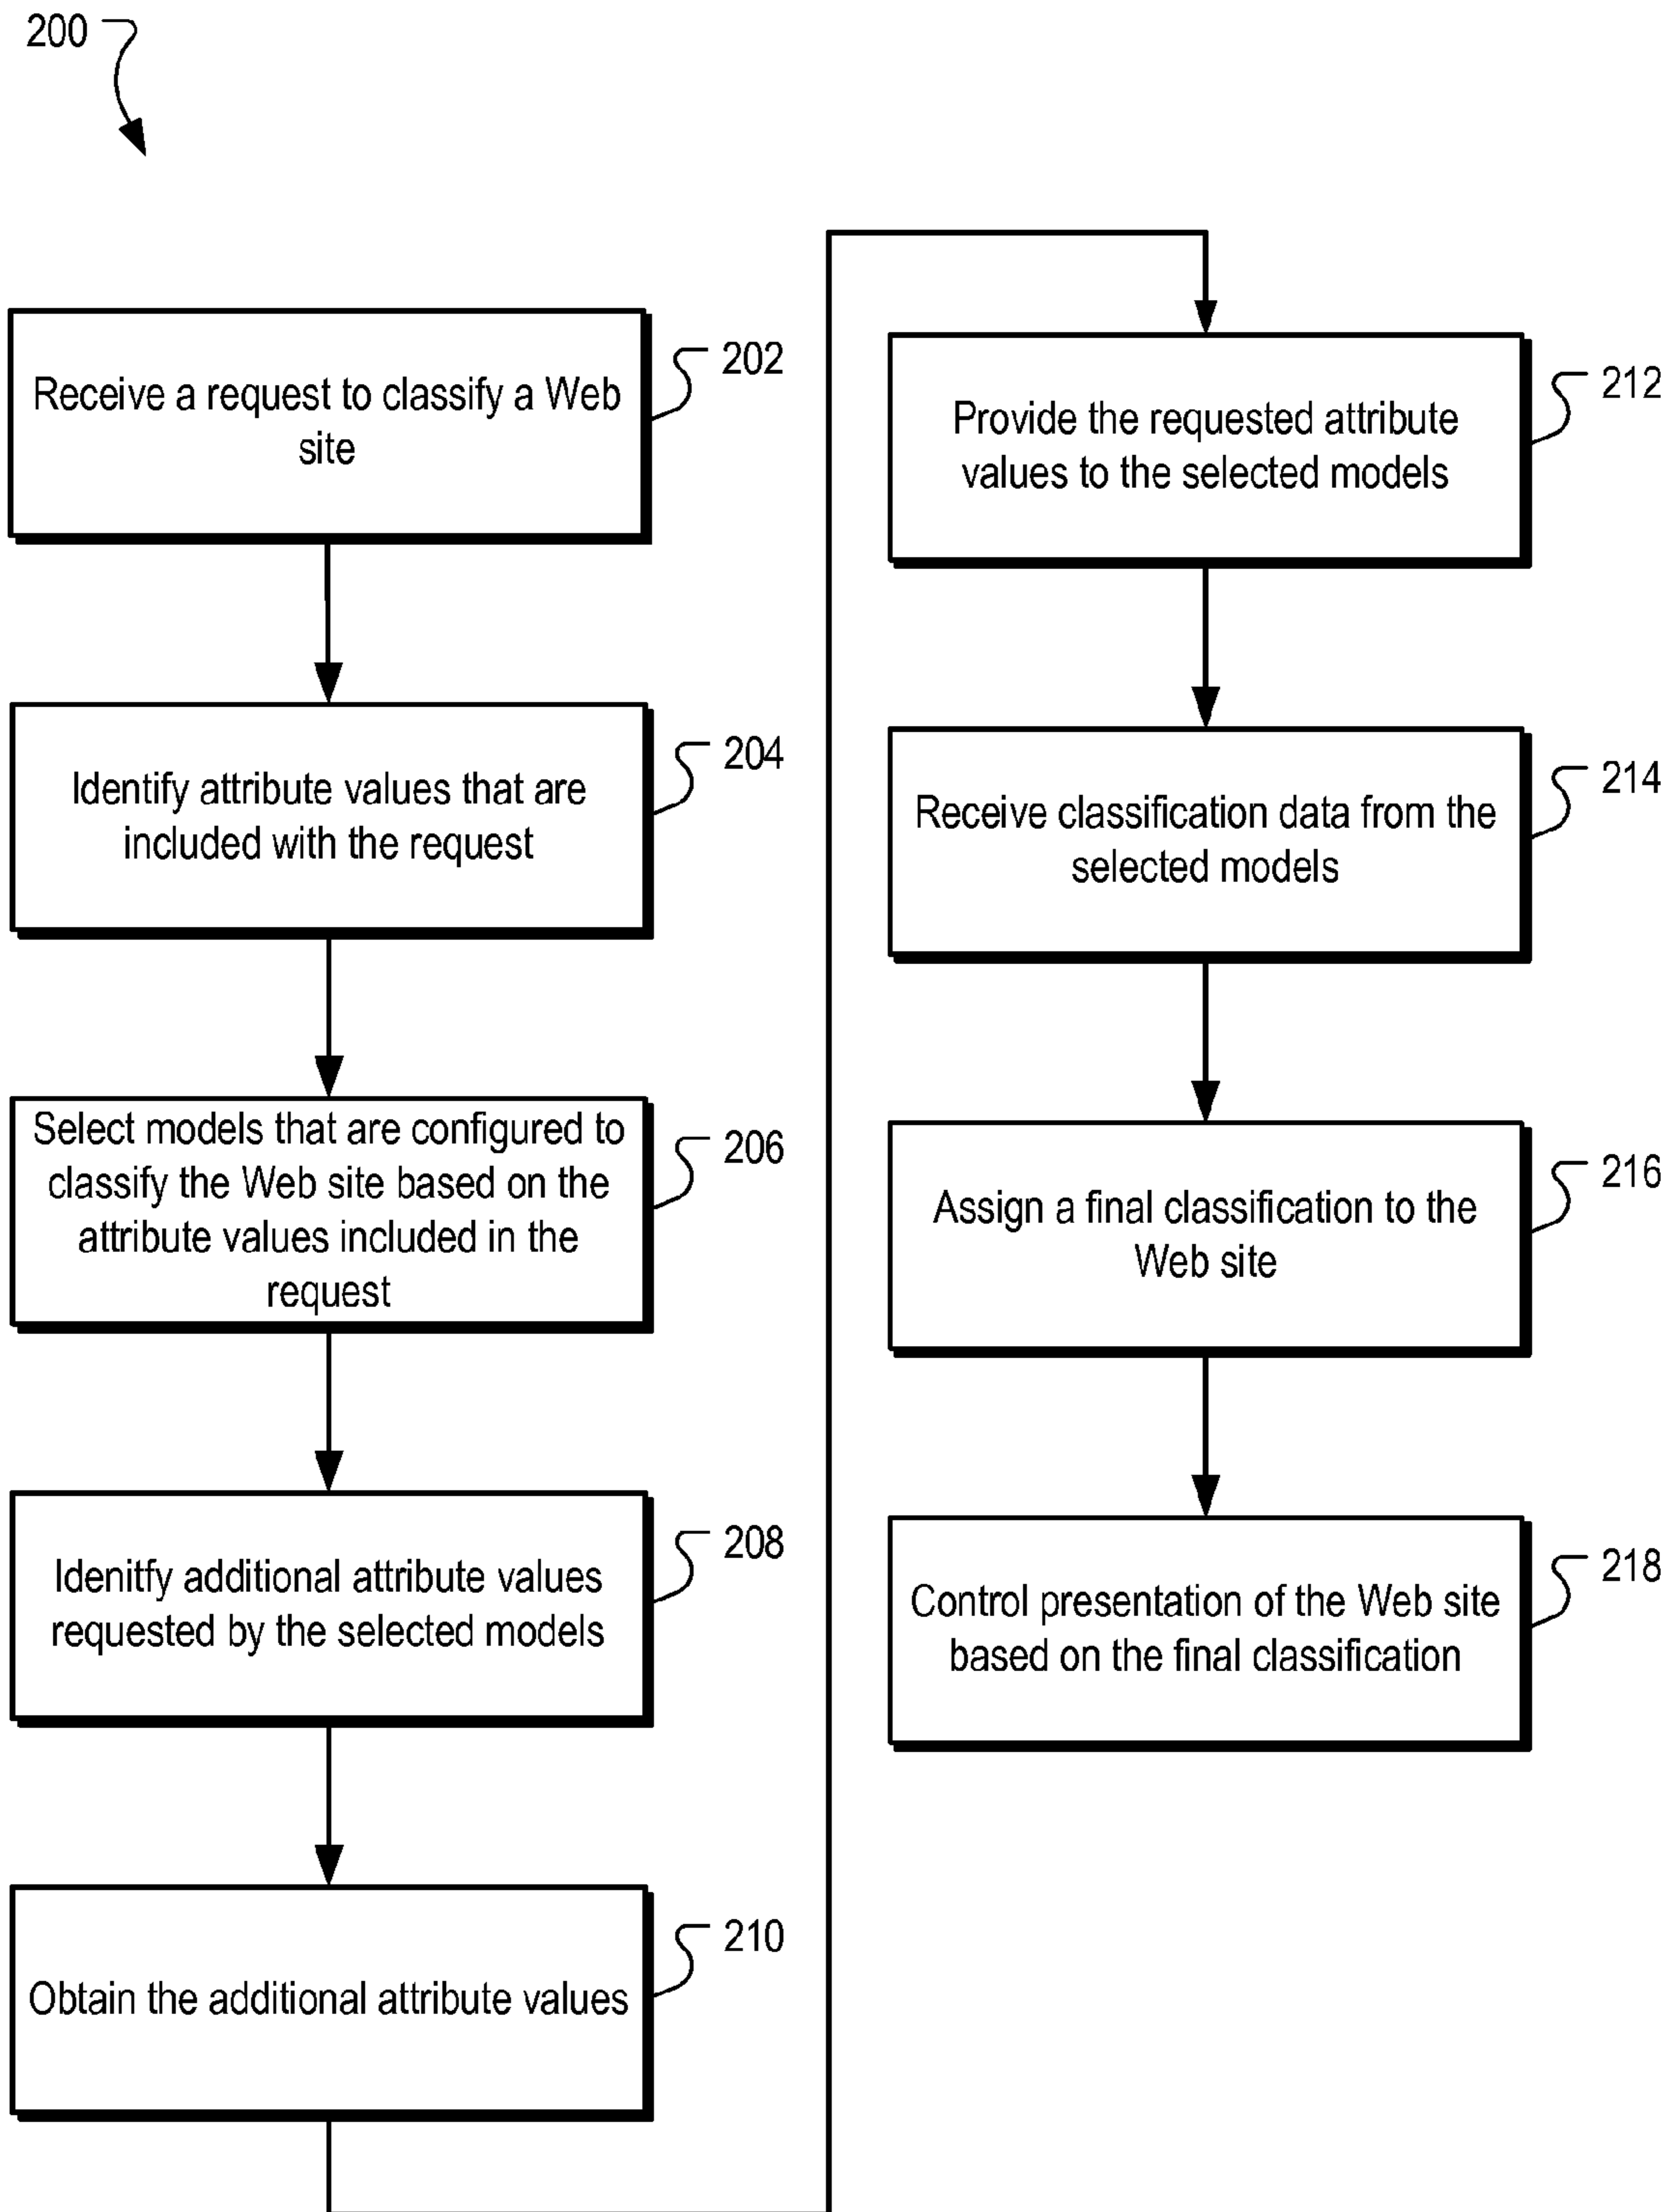 200
Receive a request to classify a Web
site
202
Identify attribute values that are
included with the request
204
Select models that are configured to
classify the Web site based on the
attribute values included in the
request
206
Idenitfy additional attribute values
requested by the selected models
208
Obtain the additional attribute values
210
Provide the requested attribute
values to the selected models
212
Receive classification data from the
selected models
214
Assign a final classification to the
Web site
216
Control presentation of the Web site
based on the final classification
218